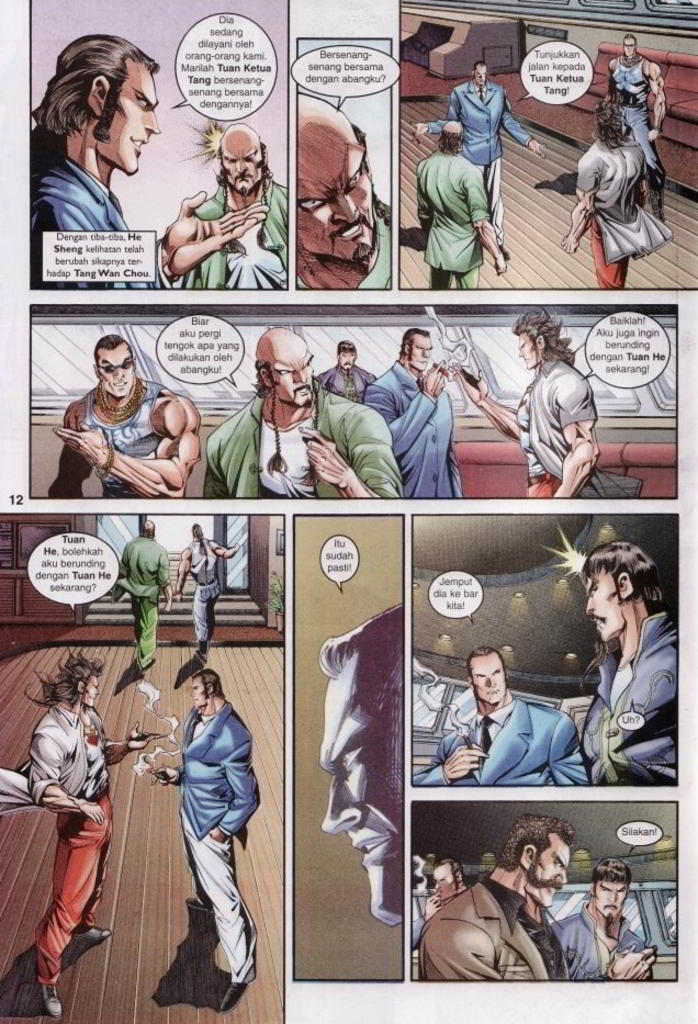 Dia
sedang
dilayani oleh
orang-orang kami.
Marilah Tuan Ketua
Tang bersenang-
senang bersama
dengannya!
Dengan tiba-tiba, He
Sheng kelihatan telah
berubah sikapnya ter-
hadap Tang Wan Chou.
Bersenang-
senang bersama
dengan abangku?
Tunjukkan
jalan kepada
Tuan Ketua
Tang!
Biar
aku pergi
tengok apa yang
dilakukan oleh
abangku!
Baiklah!
Aku juga ingin
berunding
dengan Tuan He
sekarang!
12
Tuan
He, bolehkah
aku berunding
dengan Tuan He
sekarang?
Itu
sudah
pasti!
Jemput
dia ke bar
kita!
Uh?
Silakan!